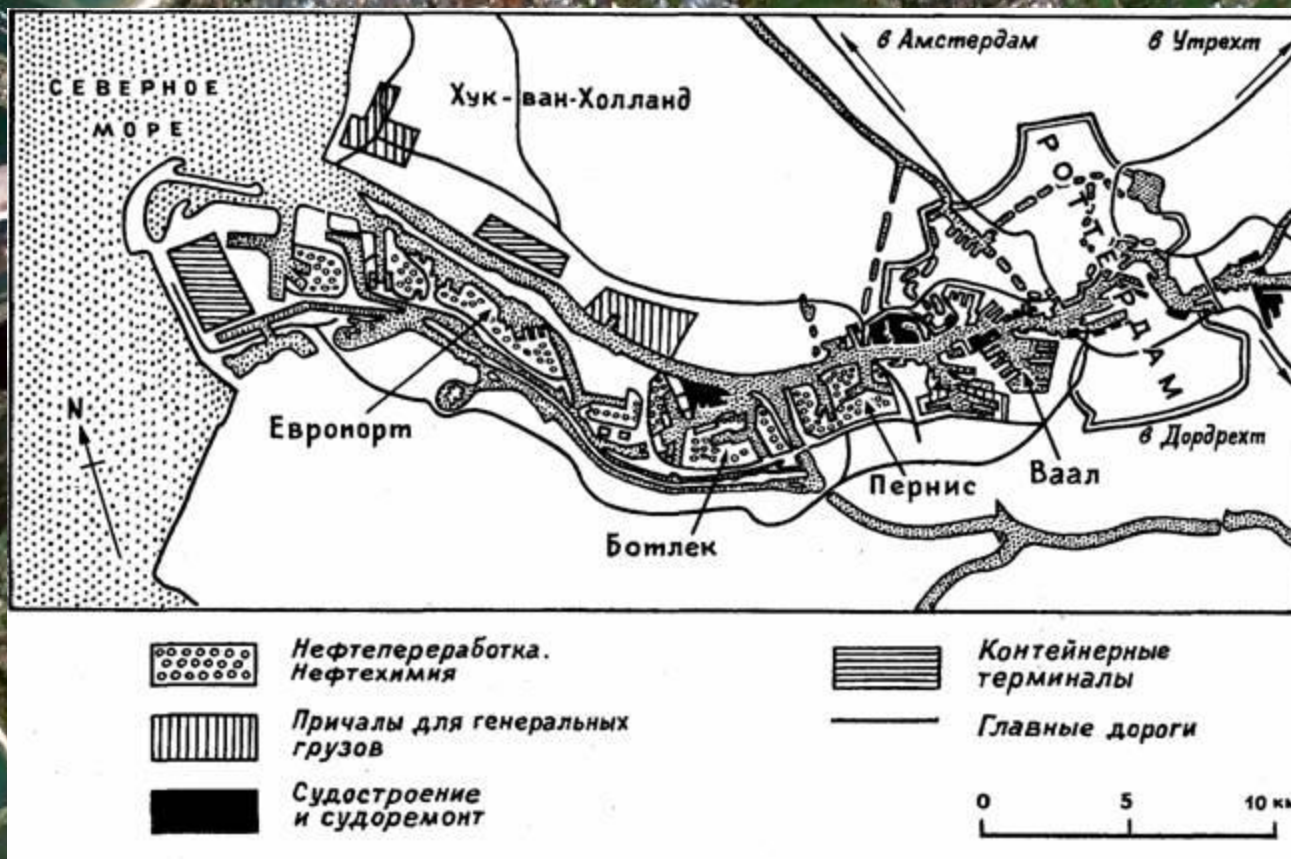 СЕВЕРНОЕ
МОРЕ
Хук-ван-Холланд
в Амстердам
в Утрехт
РОТТЕРДАМ
N
Европорт
Ботлек
Пернис
Ваал
в Дордрехт
Нефтепереработка.
Нефтехимия
Причалы для генеральных
грузов
Судостроение
и судоремонт
Контейнерные
терминалы
Главные дороги
0 5 10 км